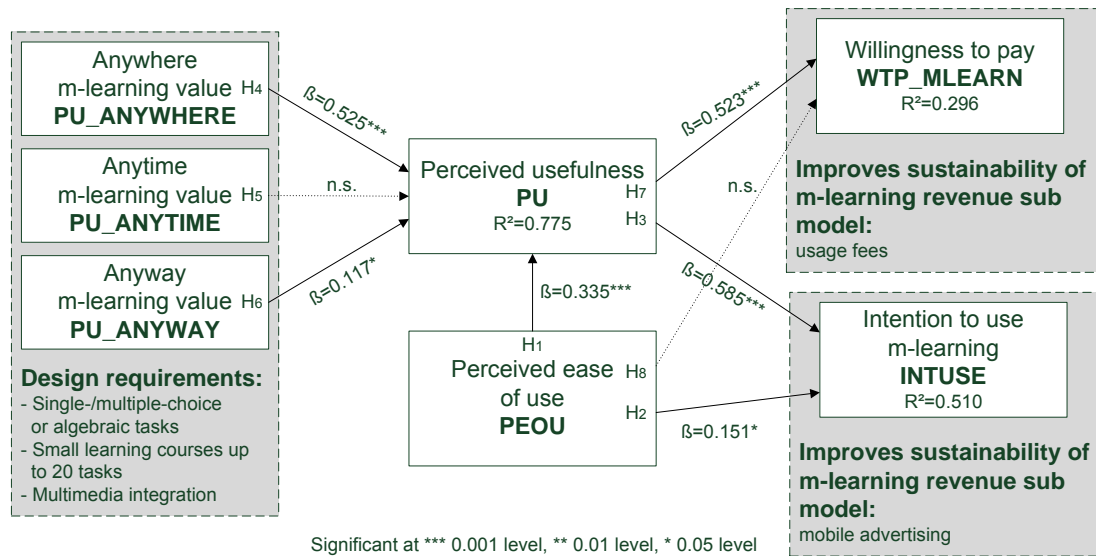 Anywhere
m-learning value H4
PU_ANYWHERE
Anytime
m-learning value H5
PU_ANYTIME
Anyway
m-learning value H6
PU_ANYWAY
Design requirements:
- Single-/multiple-choice
or algebraic tasks
- Small learning courses up
to 20 tasks
- Multimedia integration
ß=0.525***
n.s.
ß=0.117*
Perceived usefulness
PU
R²=0.775
H7
H3
ß=0.335***
H1
Perceived ease
of use
PEOU
H8
H2
ß=0.523***
n.s.
ß=0.585***
ß=0.151*
Willingness to pay
WTP_MLEARN
R²=0.296
Improves sustainability of
m-learning revenue sub
model:
usage fees
Intention to use
m-learning
INTUSE
R²=0.510
Improves sustainability of
m-learning revenue sub
model:
mobile advertising
Significant at *** 0.001 level, ** 0.01 level, * 0.05 level